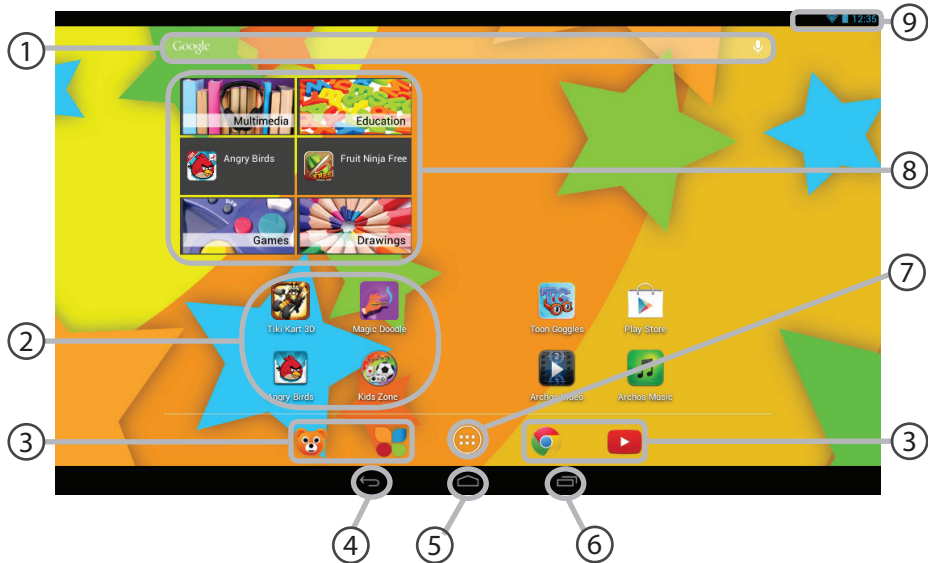 9
12:35
1
Google
Multimedia
Education
8
Angry Birds
Fruit Ninja Free
FREE!
Games
Drawings
7
2
Tiki Kart 3D
Magic Doodle
Toon Goggles
Play Store
Angry Birds
Kids Zone
Archos Video
Archos Music
3
3
4
5
6